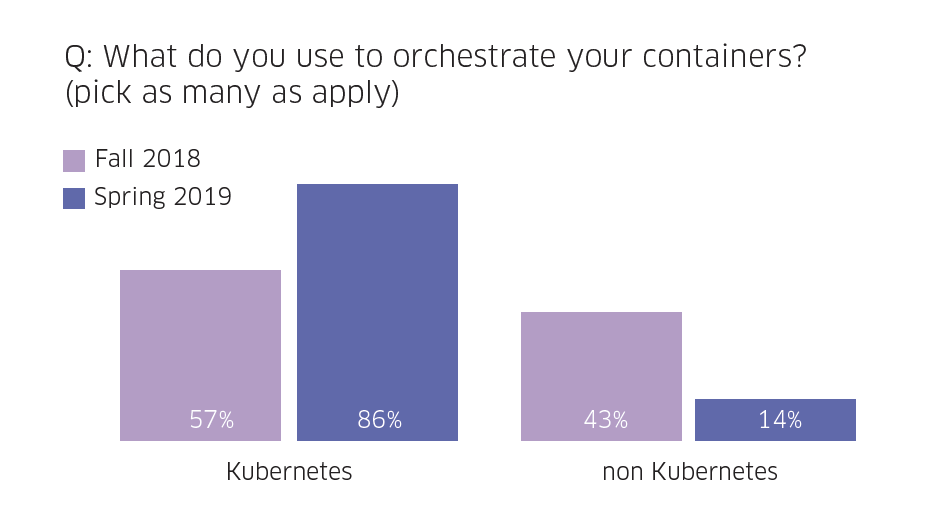 Q: What do you use to orchestrate your containers?
(pick as many as apply)
Fall 2018
Spring 2019
57%
86%
43%
14%
Kubernetes
non Kubernetes